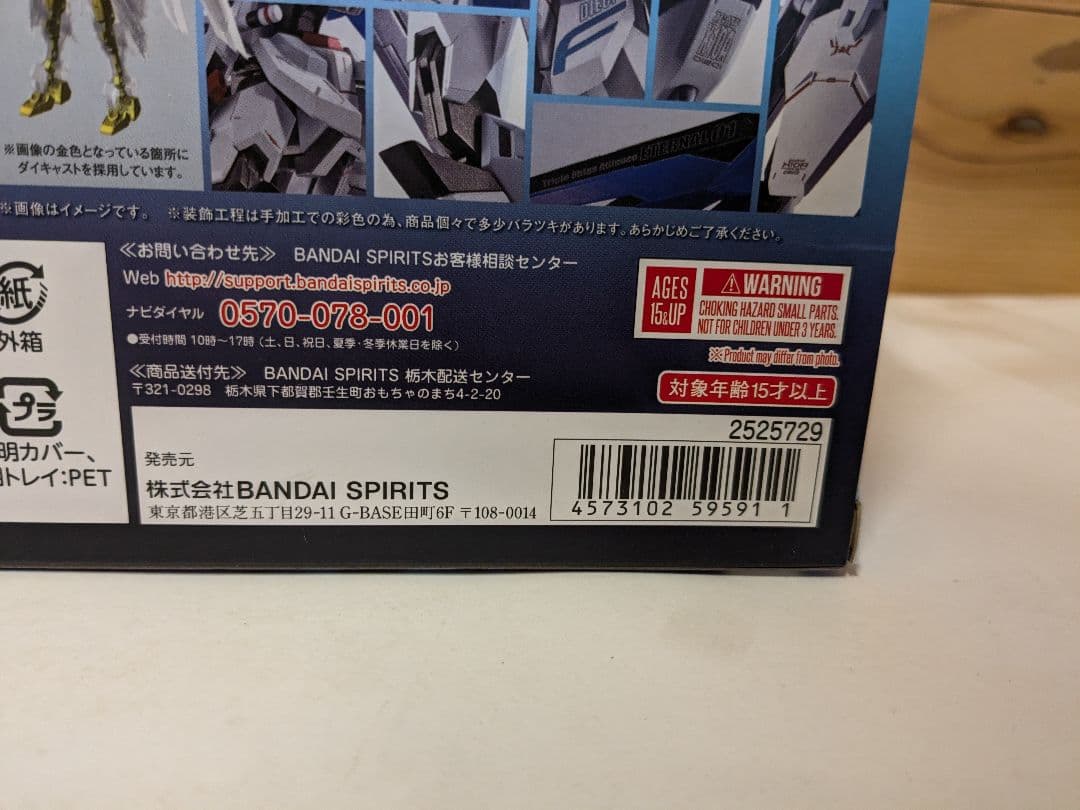 ※画像の金色となっている箇所に
ダイキャストを採用しています。
ETERNAL 01
※画像はイメージです。 ※装飾工程は手加工での彩色の為、商品個々で多少バラツキがあります。あらかじめご了承ください。
紙
外箱
プラ
明カバー、
トレイ:PET
≪お問い合わせ先≫ BANDAI SPIRITSお客様相談センター
Web http://support.bandaispirits.co.jp
ナビダイヤル 0570-078-001
●受付時間 10時〜17時(土、日、祝日、夏季・冬季休業日を除く)
≪商品送付先≫ BANDAI SPIRITS 栃木配送センター
〒321-0298 栃木県下都賀郡壬生町おもちゃのまち4-2-20
AGES
15&UP
⚠WARNING
CHOKING HAZARD SMALL PARTS.
NOT FOR CHILDREN UNDER 3 YEARS.
※Product may differ from photo.
対象年齢15才以上
発売元
株式会社BANDAI SPIRITS
東京都港区芝五丁目29-11 G-BASE田町6F 〒108-0014
2525729
4573102 59591 1